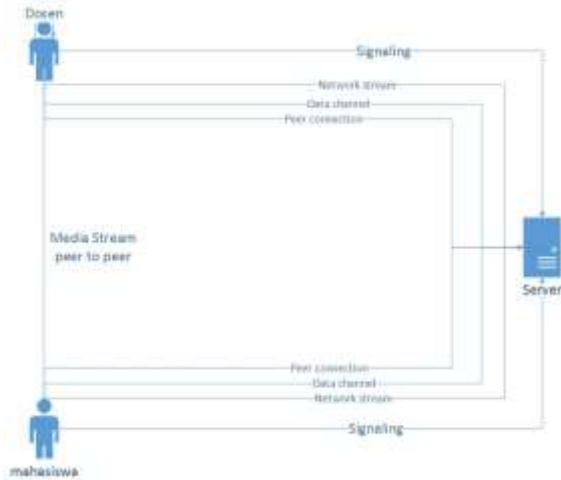 Dosen
Signaling
Network stream
Data channel
Peer connection
Media Stream
peer to peer
Server
Peer connection
Data channel
Network stream
Signaling
mahasiswa